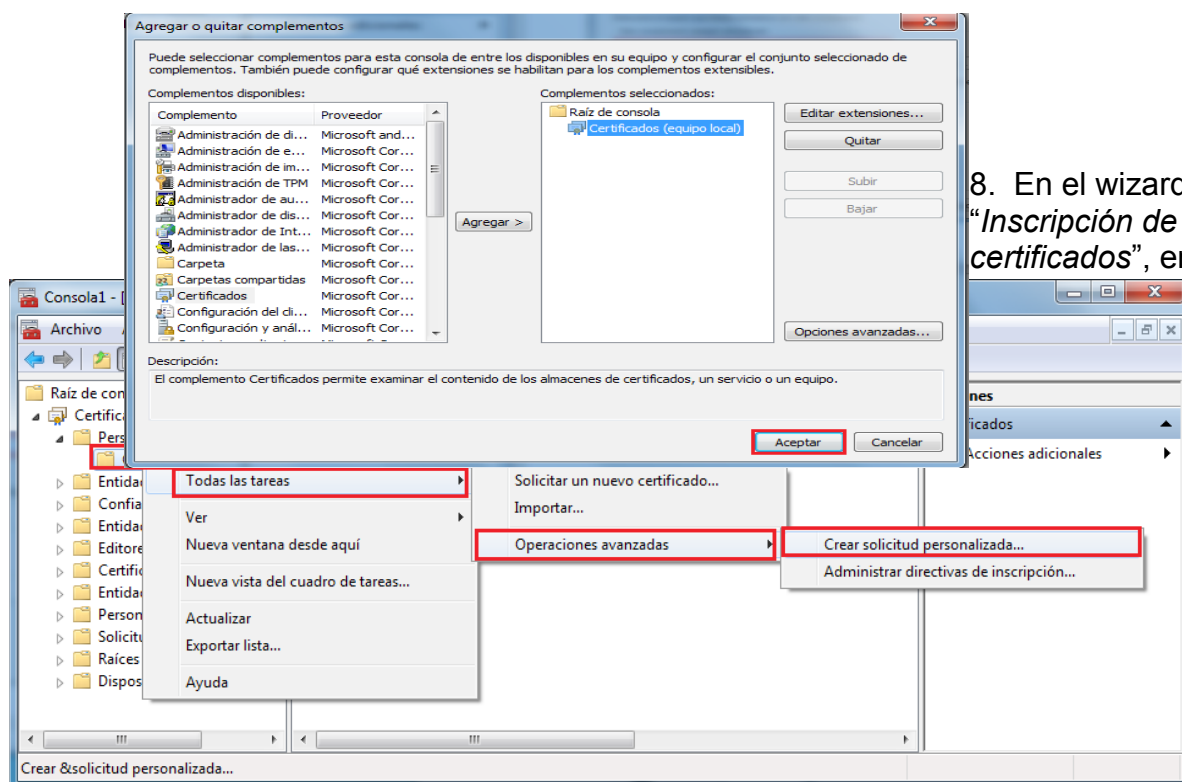 Agregar o quitar complementos
Puede seleccionar complementos para esta consola de entre los disponibles en su equipo y configurar el conjunto seleccionado de
complementos. También puede configurar qué extensiones se habilitan para los complementos extensibles.
Complementos disponibles:
Complemento Proveedor
Administración de di... Microsoft and...
Administración de e... Microsoft Cor...
Administración de im... Microsoft Cor...
Administración de TPM Microsoft Cor...
Administrador de au... Microsoft Cor...
Administrador de dis... Microsoft Cor...
Administrador de Int... Microsoft Cor...
Administrador de las... Microsoft Cor...
Carpeta Microsoft Cor...
Carpetas compartidas Microsoft Cor...
Certificados Microsoft Cor...
Configuración del cli... Microsoft Cor...
Configuración y anál... Microsoft Cor...
Agregar >
Complementos seleccionados:
Raíz de consola
Certificados (equipo local)
Editar extensiones...
Quitar
Subir
Bajar
Opciones avanzadas...
Descripción:
El complemento Certificados permite examinar el contenido de los almacenes de certificados, un servicio o un equipo.
Aceptar
Cancelar
8. En el wizard
“Inscripción de
certificados”, en
Consola1 - [
Archivo
Raíz de con
Certifica
Pers
Entida
Confia
Entida
Editore
Certific
Entida
Person
Solicitu
Raíces
Dispos
Todas las tareas
Ver
Nueva ventana desde aquí
Nueva vista del cuadro de tareas...
Actualizar
Exportar lista...
Ayuda
Solicitar un nuevo certificado...
Importar...
Operaciones avanzadas
Crear solicitud personalizada...
Administrar directivas de inscripción...
nes
icados
Acciones adicionales
Crear &solicitud personalizada...